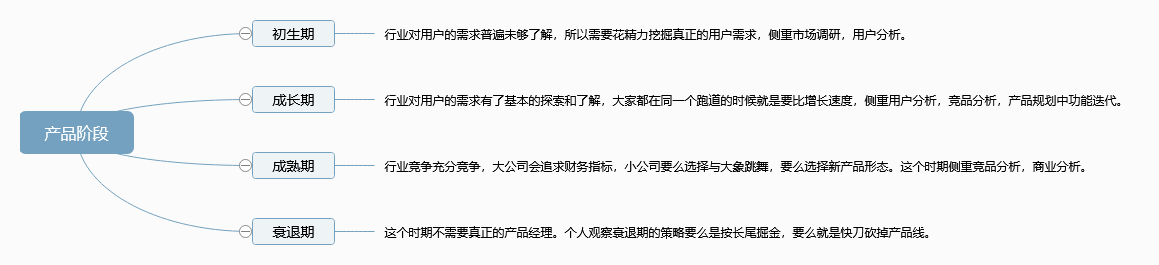 产品阶段
初生期
行业对用户的需求普遍未够了解，所以需要花精力挖掘真正的用户需求，侧重市场调研，用户分析。
成长期
行业对用户的需求有了基本的探索和了解，大家都在同一个跑道的时候就是要比增长速度，侧重用户分析，竞品分析，产品规划中功能迭代。
成熟期
行业竞争充分竞争，大公司会追求财务指标，小公司要么选择与大象跳舞，要么选择新产品形态。这个时期侧重竞品分析，商业分析。
衰退期
这个时期不需要真正的产品经理。个人观察衰退期的策略要么是按长尾掘金，要么就是快刀砍掉产品线。